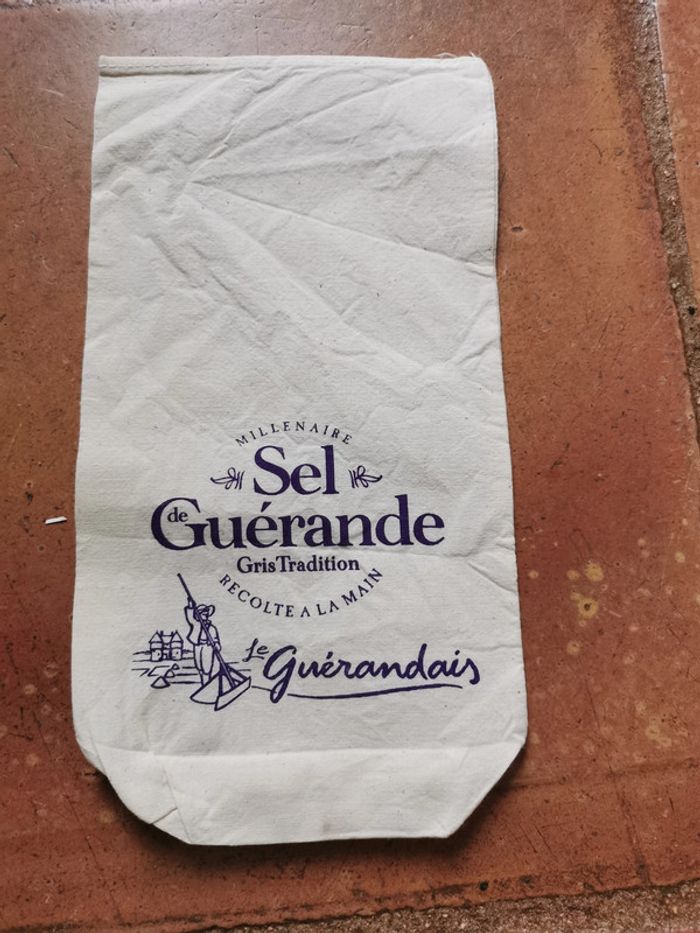 MILLENAIRE
Sel
de Guérande
Gris Tradition
RECOLTE A LA MAIN
Le Guérandais